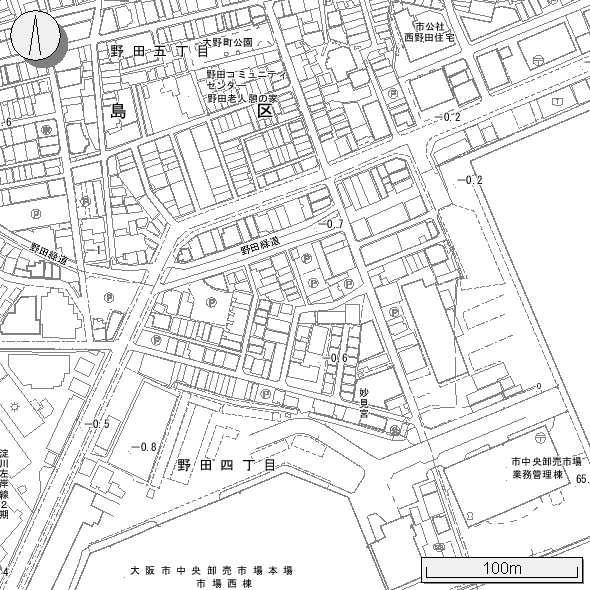 市公社
西野田住宅
大野町公園
野田五丁目
野田コミュニティ
センター
野田老人憩の家
島 区
-0.2
.6
-0.2
-0.7
野田緑道
野田緑道
-0.6
妙見宮
-0.5
-0.8
野田四丁目
市中央卸売市場
業務管理棟
65.
淀川左岸線2期
大阪市中央卸売市場本場
市場西棟
.4
100m